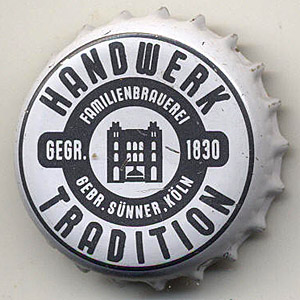 HANDWERK
FAMILIENBRAUEREI
GEGR. 1830
GEBR. SÜNNER, KÖLN
TRADITION